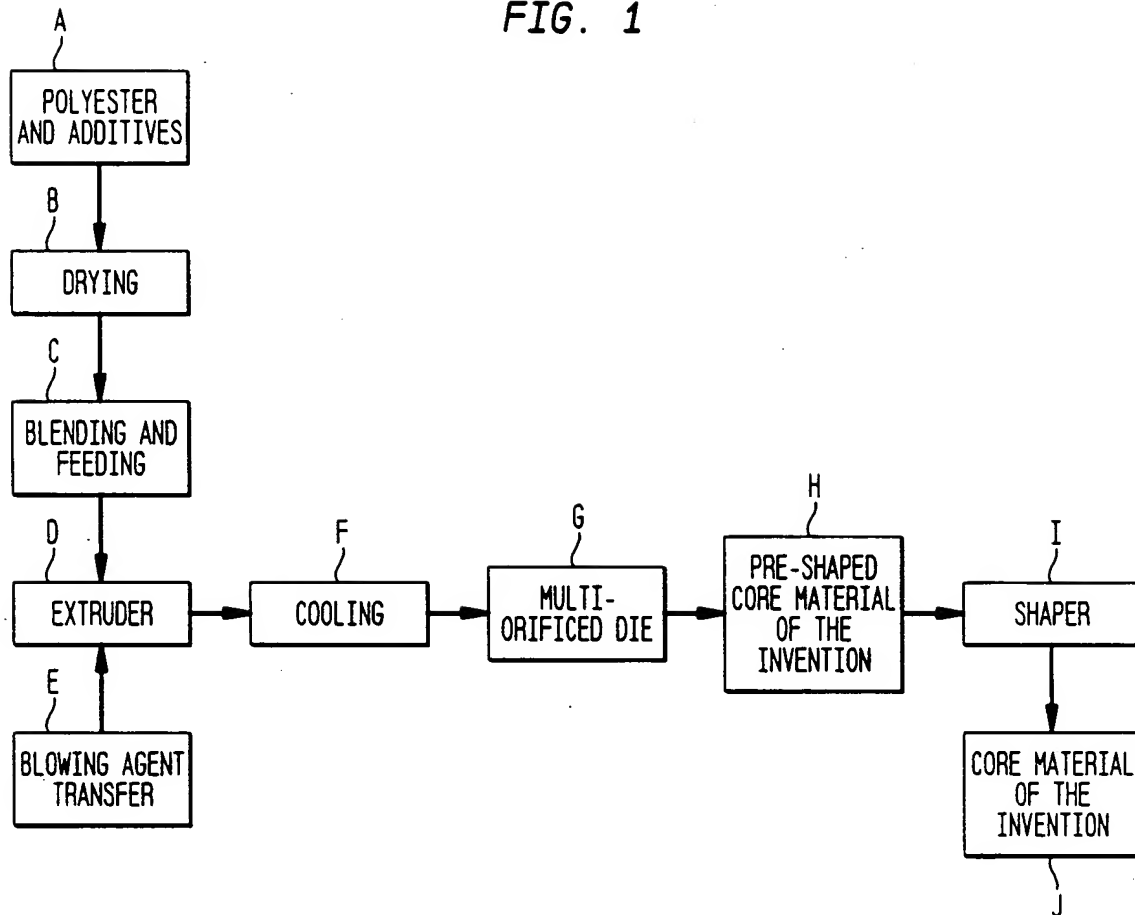 FIG. 1
A
POLYESTER
AND ADDITIVES
B
DRYING
C
BLENDING AND
FEEDING
D
EXTRUDER
E
BLOWING AGENT
TRANSFER
F
COOLING
G
MULTI-
ORIFICED DIE
H
PRE-SHAPED
CORE MATERIAL
OF THE
INVENTION
I
SHAPER
CORE MATERIAL
OF THE
INVENTION
J